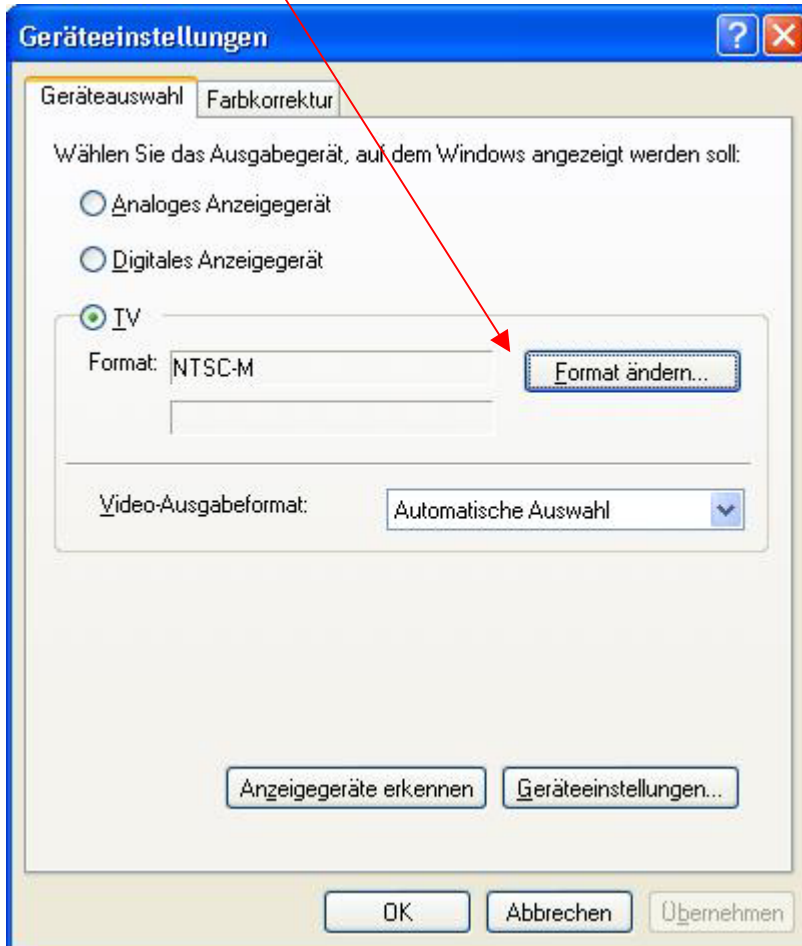 Geräteeinstellungen
Geräteauswahl Farbkorrektur
Wählen Sie das Ausgabegerät, auf dem Windows angezeigt werden soll:
Analoges Anzeigegerät
Digitales Anzeigegerät
TV
Format: NTSC-M Format ändern...
Video-Ausgabeformat: Automatische Auswahl
Anzeigegeräte erkennen Geräteeinstellungen...
OK Abbrechen Übernehmen